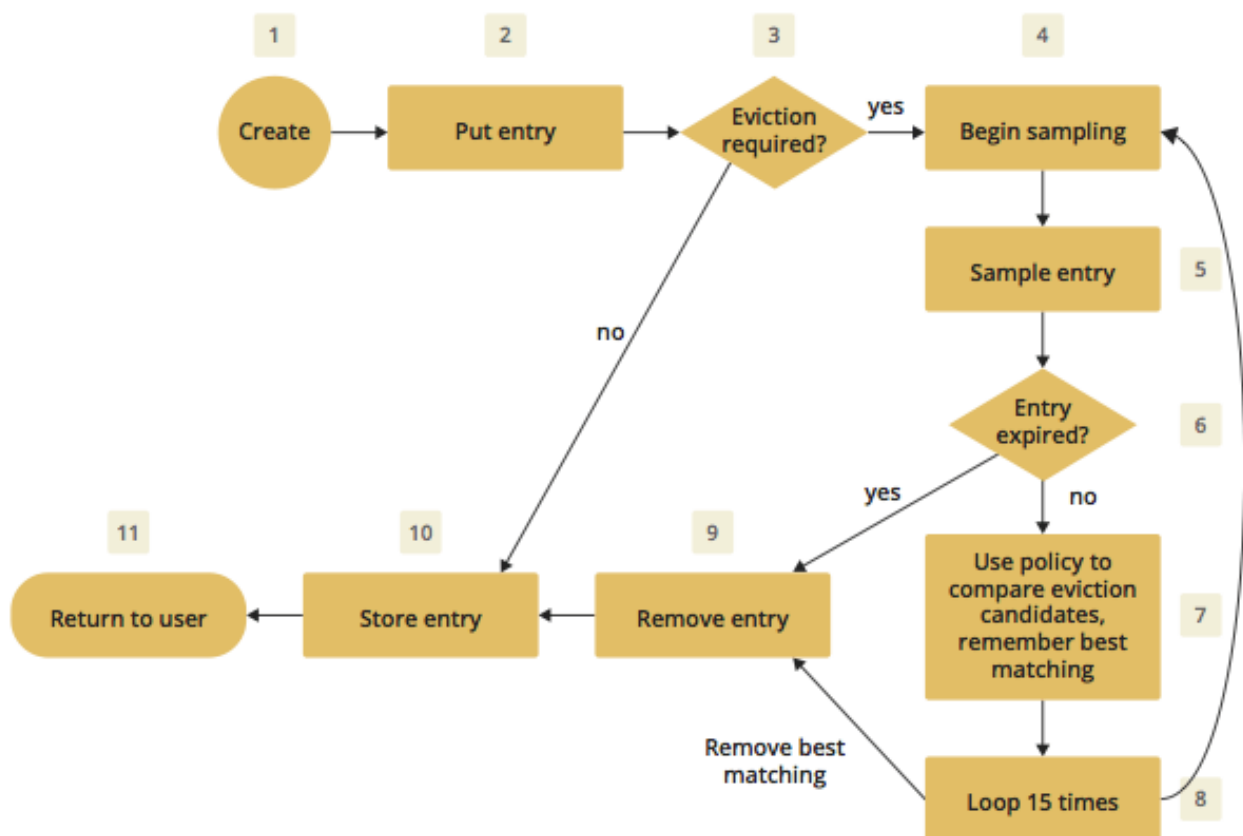 1
2
3
4
Create
Put entry
Eviction
required?
yes
Begin sampling
Sample entry
5
no
Entry
expired?
6
yes
no
11
10
9
Return to user
Store entry
Remove entry
Use policy to
compare eviction
candidates,
remember best
matching
7
Remove best
matching
Loop 15 times
8